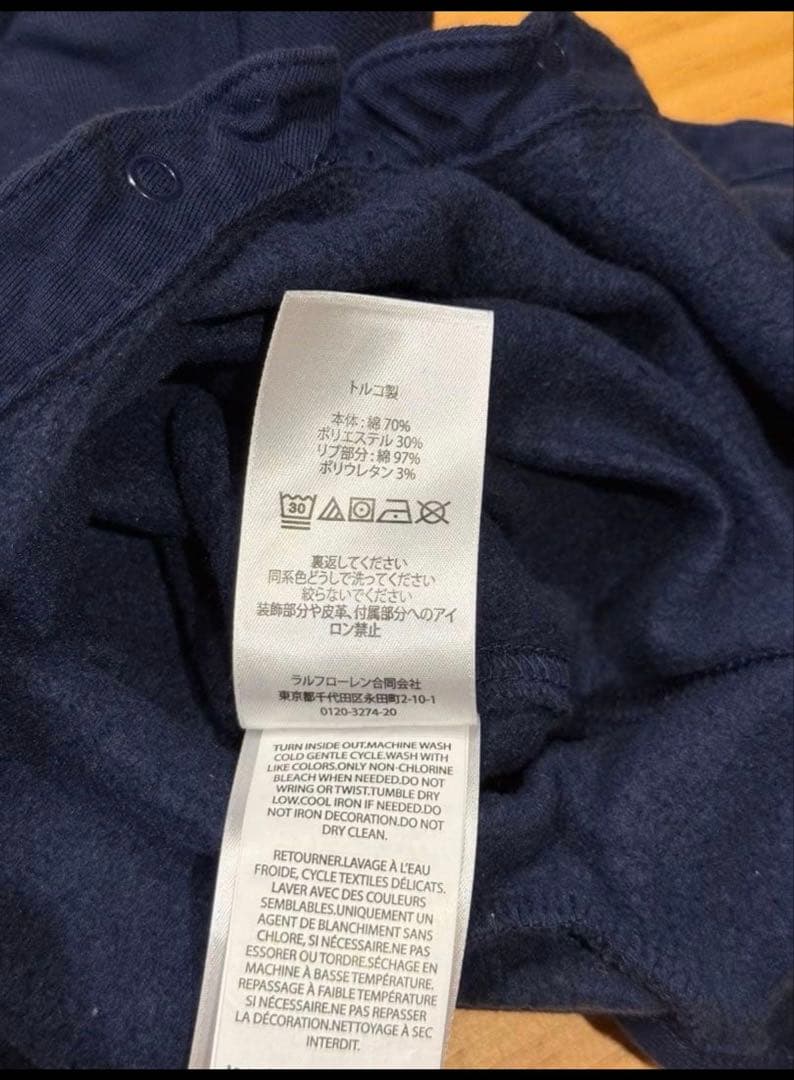 トルコ製
本体 : 綿 70%
ポリエステル 30%
リブ部分 : 綿 97%
ポリウレタン 3%
30
裏返してください
同系色どうしで洗ってください
絞らないでください
装飾部分や皮革、付属部分へのアイ
ロン禁止
ラルフローレン合同会社
東京都千代田区永田町2-10-1
0120-3274-20
TURN INSIDE OUT.MACHINE WASH
COLD GENTLE CYCLE.WASH WITH
LIKE COLORS.ONLY NON-CHLORINE
BLEACH WHEN NEEDED.DO NOT
WRING OR TWIST.TUMBLE DRY
LOW.COOL IRON IF NEEDED.DO
NOT IRON DECORATION.DO NOT
DRY CLEAN.
RETOURNER.LAVAGE À L'EAU
FROIDE, CYCLE TEXTILES DÉLICATS.
LAVER AVEC DES COULEURS
SEMBLABLES.UNIQUEMENT UN
AGENT DE BLANCHIMENT SANS
CHLORE, SI NÉCESSAIRE.NE PAS
ESSORER OU TORDRE.SÉCHAGE EN
MACHINE À BASSE TEMPÉRATURE
REPASSAGE À FAIBLE TEMPÉRATURE
SI NÉCESSAIRE.NE PAS REPASSER
LA DÉCORATION.NETTOYAGE À SEC
INTERDIT.